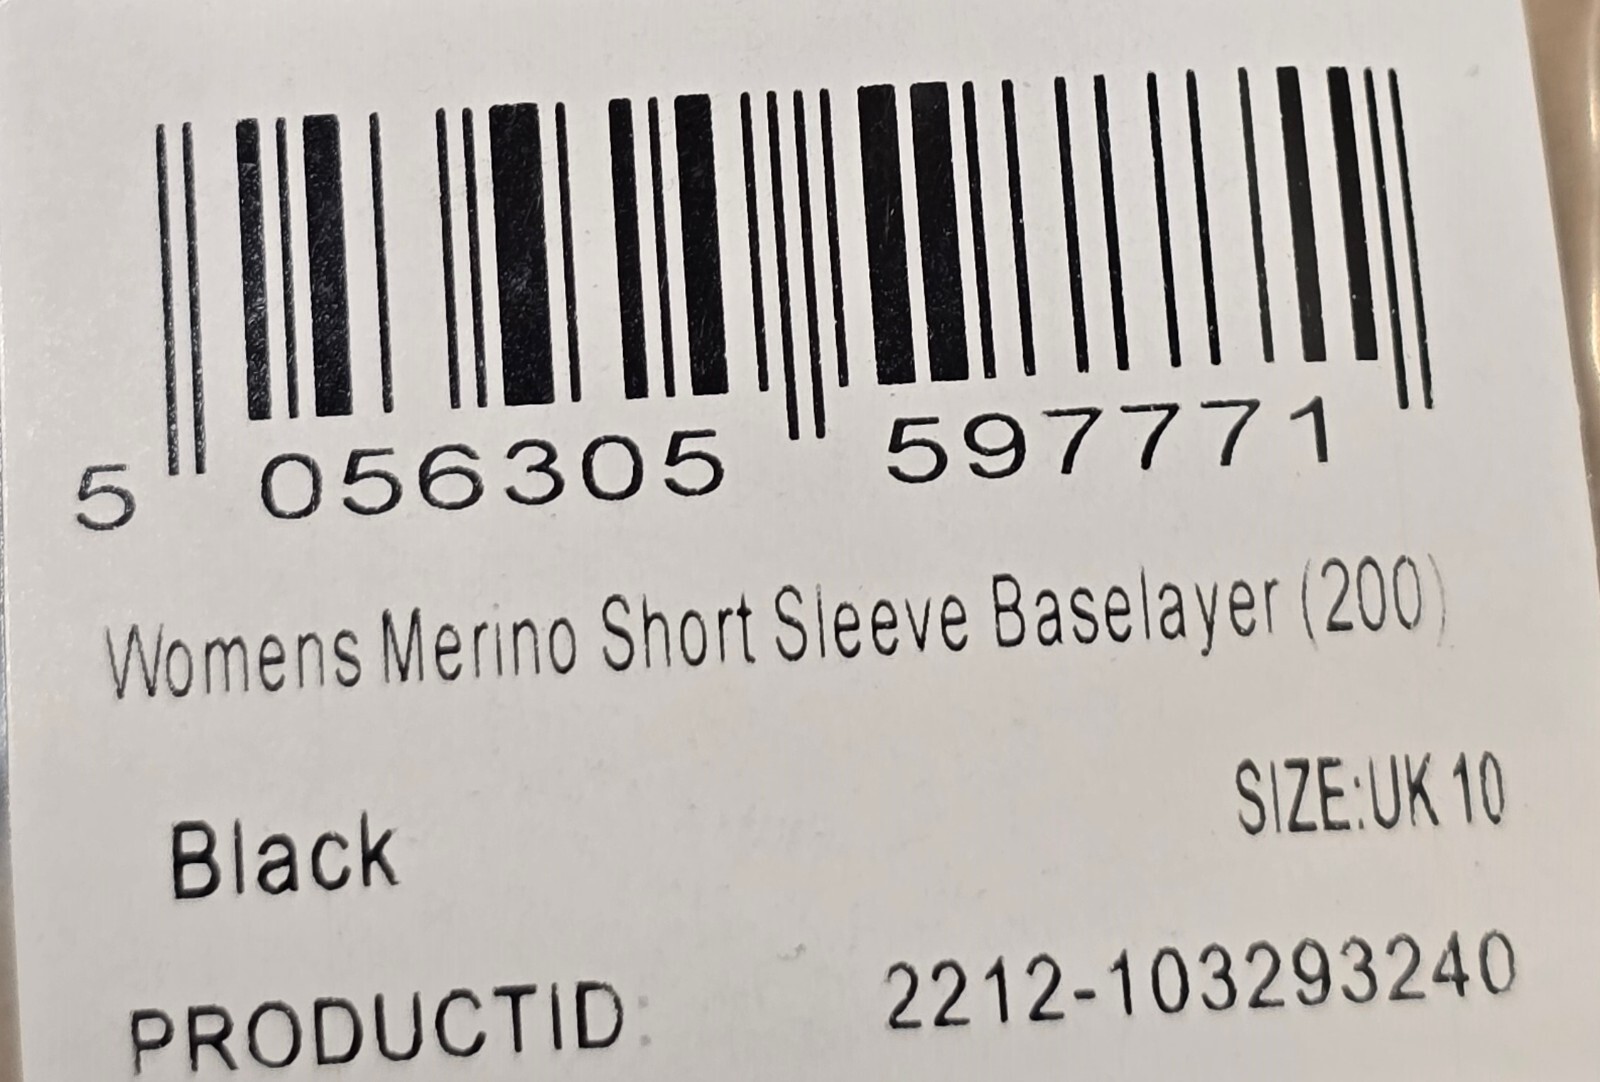 5 056305 597771
Womens Merino Short Sleeve Baselayer (200)
SIZE:UK 10
Black
PRODUCTID: 2212-103293240